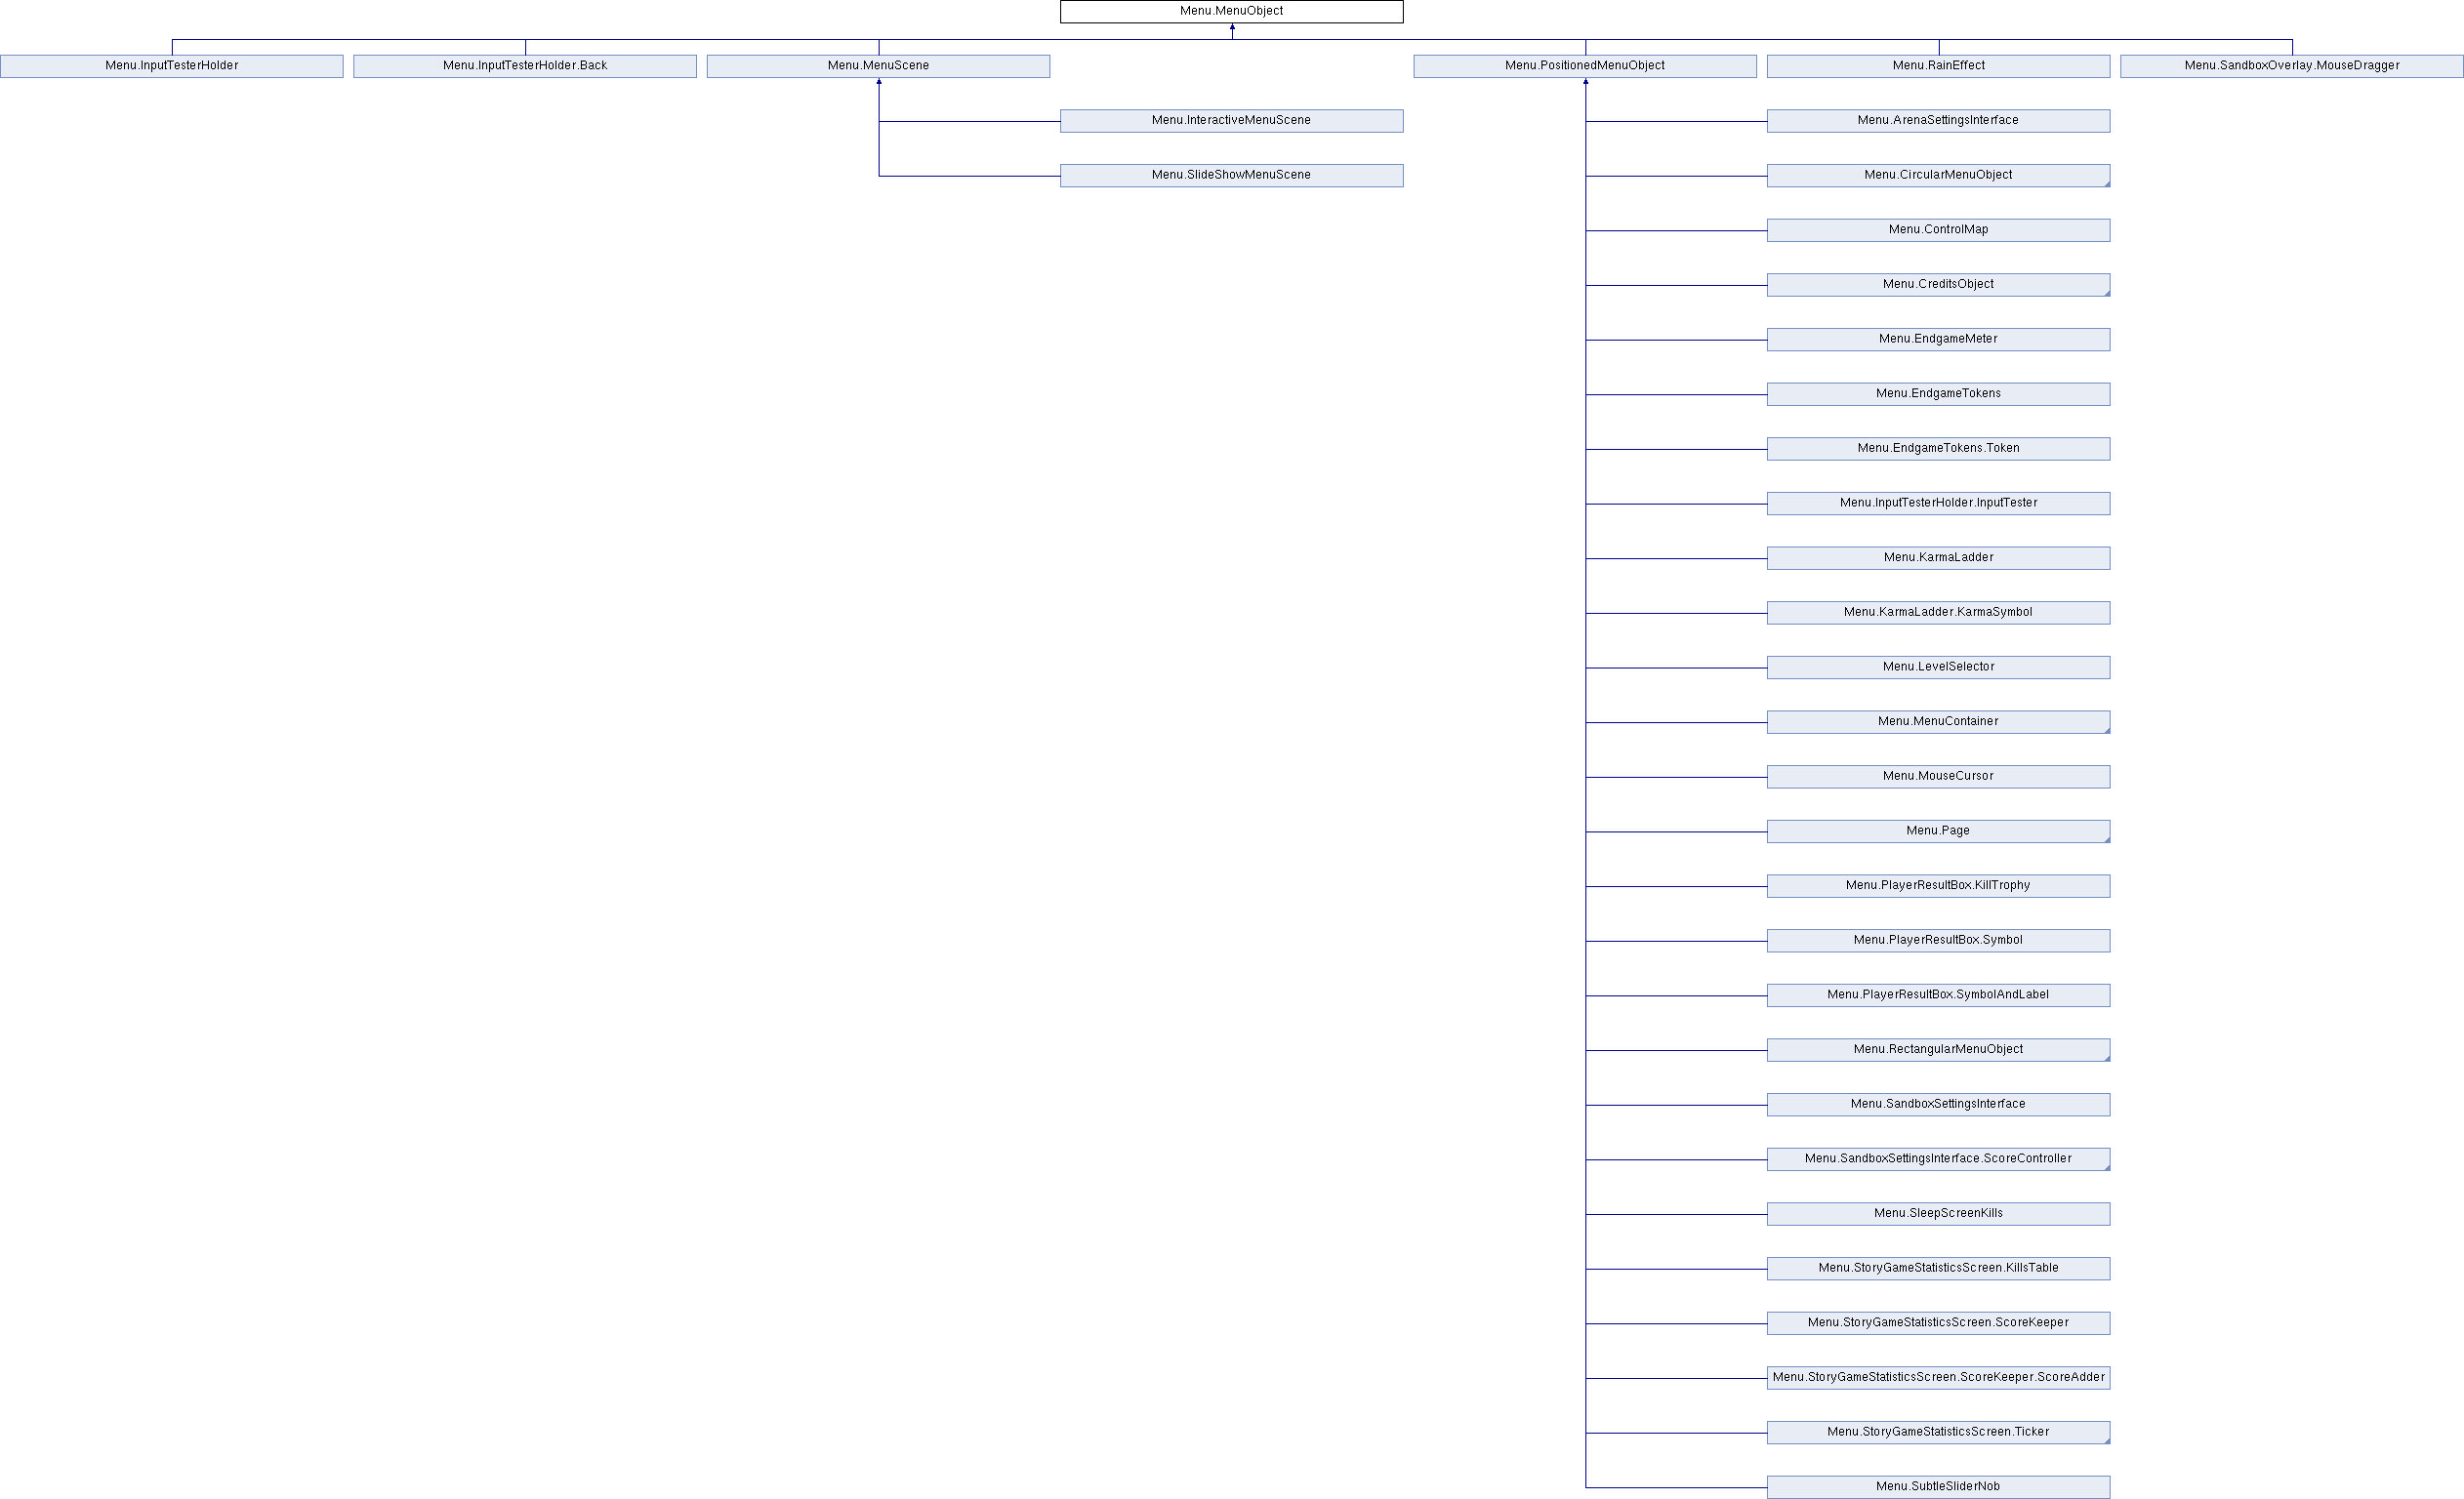 Menu.MenuObject
Menu.InputTesterHolder
Menu.InputTesterHolder.Back
Menu.MenuScene
Menu.PositionedMenuObject
Menu.RainEffect
Menu.SandboxOverlay.MouseDragger
Menu.InteractiveMenuScene
Menu.ArenaSettingsInterface
Menu.SlideShowMenuScene
Menu.CircularMenuObject
Menu.ControlMap
Menu.CreditsObject
Menu.EndgameMeter
Menu.EndgameTokens
Menu.EndgameTokens.Token
Menu.InputTesterHolder.InputTester
Menu.KarmaLadder
Menu.KarmaLadder.KarmaSymbol
Menu.LevelSelector
Menu.MenuContainer
Menu.MouseCursor
Menu.Page
Menu.PlayerResultBox.KillTrophy
Menu.PlayerResultBox.Symbol
Menu.PlayerResultBox.SymbolAndLabel
Menu.RectangularMenuObject
Menu.SandboxSettingsInterface
Menu.SandboxSettingsInterface.ScoreController
Menu.SleepScreenKills
Menu.StoryGameStatisticsScreen.KillsTable
Menu.StoryGameStatisticsScreen.ScoreKeeper
Menu.StoryGameStatisticsScreen.ScoreKeeper.ScoreAdder
Menu.StoryGameStatisticsScreen.Ticker
Menu.SubtleSliderNob